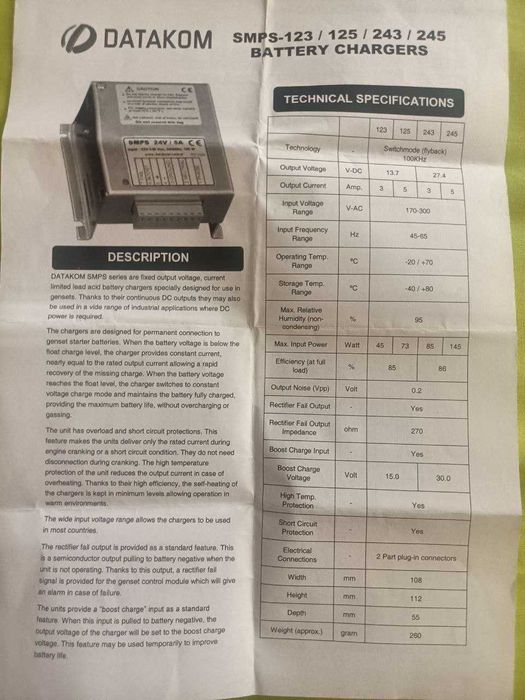 DATAKOM
SMPS-123 / 125 / 243 / 245
BATTERY CHARGERS
CAUTION
SMPS 24V / 5A CE
DESCRIPTION
DATAKOM SMPS series are fixed output voltage, current
limited lead acid battery chargers specially designed for use in
gensets. Thanks to their continuous DC outputs they may also
be used in a vide range of industrial applications where DC
power is required.
The chargers are designed for permanent connection to
genset starter batteries. When the battery voltage is below the
float charge level, the charger provides constant current,
nearly equal to the rated output current allowing a rapid
recovery of the missing charge. When the battery voltage
reaches the float level, the charger switches to constant
voltage charge mode and maintains the battery fully charged,
providing the maximum battery life, without overcharging or
gassing.
The unit has overload and short circuit protections. This
feature makes the units deliver only the rated current during
engine cranking or a short circuit condition. They do not need
disconnection during cranking. The high temperature
protection of the unit reduces the output current in case of
overheating. Thanks to their high efficiency, the self-heating of
the chargers is kept in minimum levels allowing operation in
warm environments.
The wide input voltage range allows the chargers to be used
in most countries.
The rectifier fail output is provided as a standard feature. This
is a semiconductor output pulling to battery negative when the
unit is not operating. Thanks to this output, a rectifier fail
signal is provided for the genset control module which will give
an alarm in case of failure.
The units provide a "boost charge" input as a standard
feature. When this input is pulled to battery negative, the
output voltage of the charger will be set to the boost charge
voltage. This feature may be used temporarily to improve
battery life.
TECHNICAL SPECIFICATIONS
123 125 243 245
Technology - Switchmode (flyback)
100KHz
Output Voltage V-DC 13.7 27.4
Output Current Amp. 3 5 3 5
Input Voltage
Range V-AC 170-300
Input Frequency
Range Hz 45-65
Operating Temp.
Range °C -20 / +70
Storage Temp.
Range °C -40 / +80
Max. Relative
Humidity (non-
condensing) % 95
Max. Input Power Watt 45 73 85 145
Efficiency (at full
load) % 85 86
Output Noise (Vpp) Volt 0.2
Rectifier Fail Output - Yes
Rectifier Fail Output
Impedance ohm 270
Boost Charge Input - Yes
Boost Charge
Voltage Volt 15.0 30.0
High Temp.
Protection - Yes
Short Circuit
Protection - Yes
Electrical
Connections - 2 Part plug-in connectors
Width mm 108
Height mm 112
Depth mm 55
Weight (approx.) gram 260